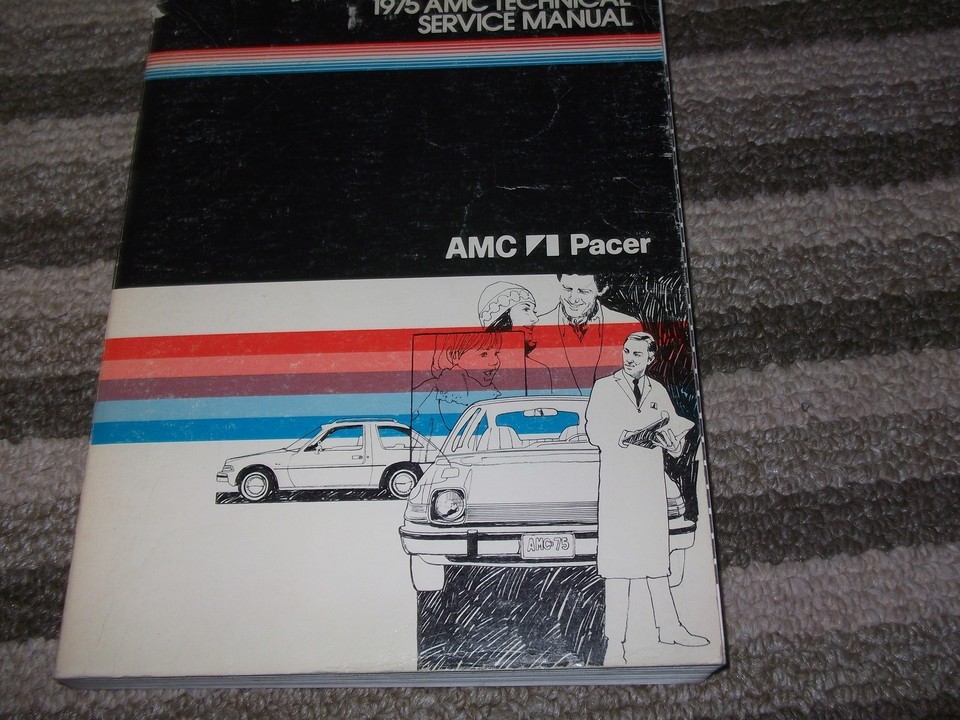 1975 AMC TECHNICAL
SERVICE MANUAL
AMC Pacer
AMC•75